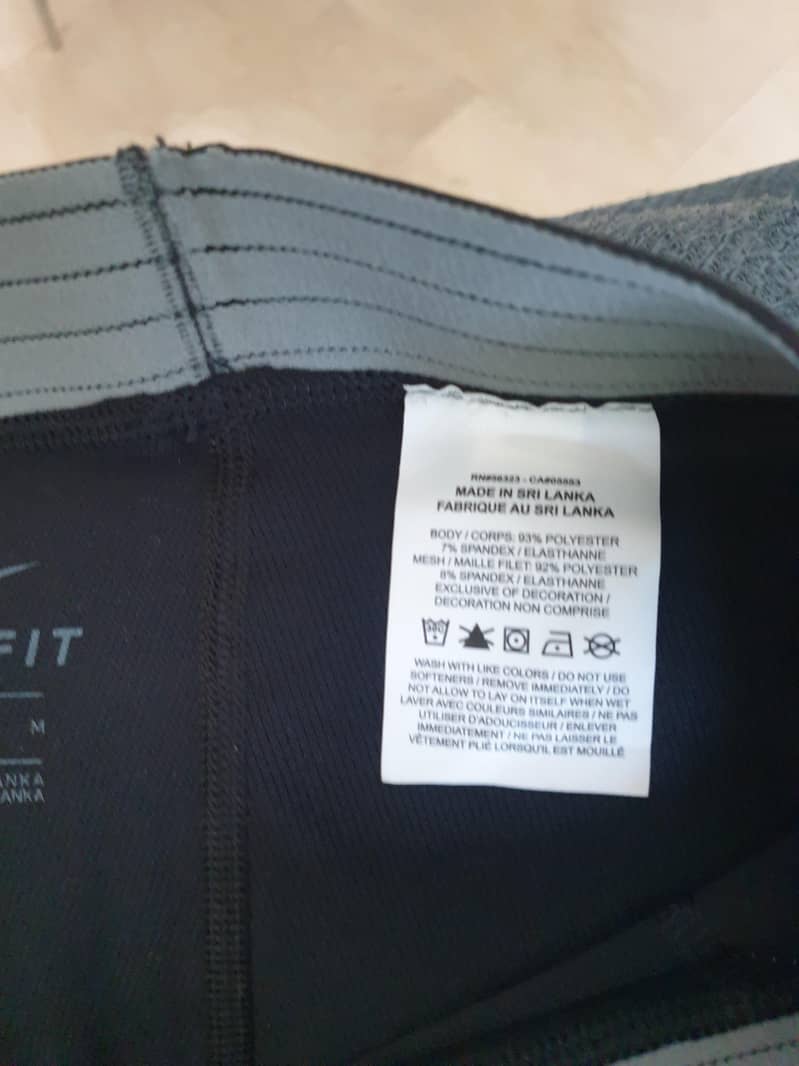 RN#56323 - CA#05553
MADE IN SRI LANKA
FABRIQUE AU SRI LANKA
BODY / CORPS: 93% POLYESTER
7% SPANDEX / ELASTHANNE
MESH / MAILLE FILET: 92% POLYESTER
8% SPANDEX / ELASTHANNE
EXCLUSIVE OF DECORATION /
DECORATION NON COMPRISE
WASH WITH LIKE COLORS / DO NOT USE
SOFTENERS / REMOVE IMMEDIATELY / DO
NOT ALLOW TO LAY ON ITSELF WHEN WET
LAVER AVEC COULEURS SIMILAIRES / NE PAS
UTILISER D'ADOUCISSEUR / ENLEVER
IMMEDIATEMENT / NE PAS LAISSER LE
VÊTEMENT PLIÉ LORSQU'IL EST MOUILLÉ
FIT
M
ANKA
ANKA